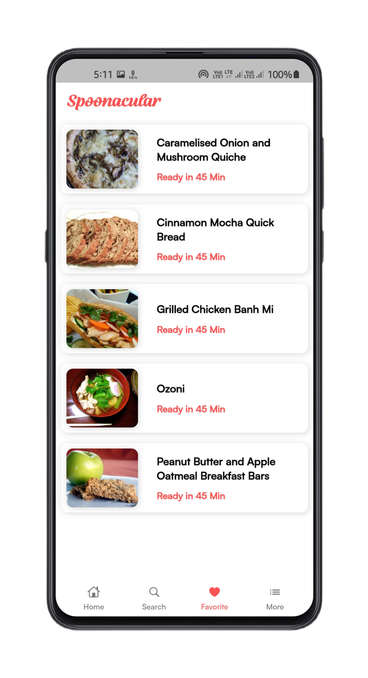 5:11
100%
Spoonacular
Caramelised Onion and
Mushroom Quiche
Ready in 45 Min
Cinnamon Mocha Quick
Bread
Ready in 45 Min
Grilled Chicken Banh Mi
Ready in 45 Min
Ozoni
Ready in 45 Min
Peanut Butter and Apple
Oatmeal Breakfast Bars
Ready in 45 Min
Home Search Favorite More